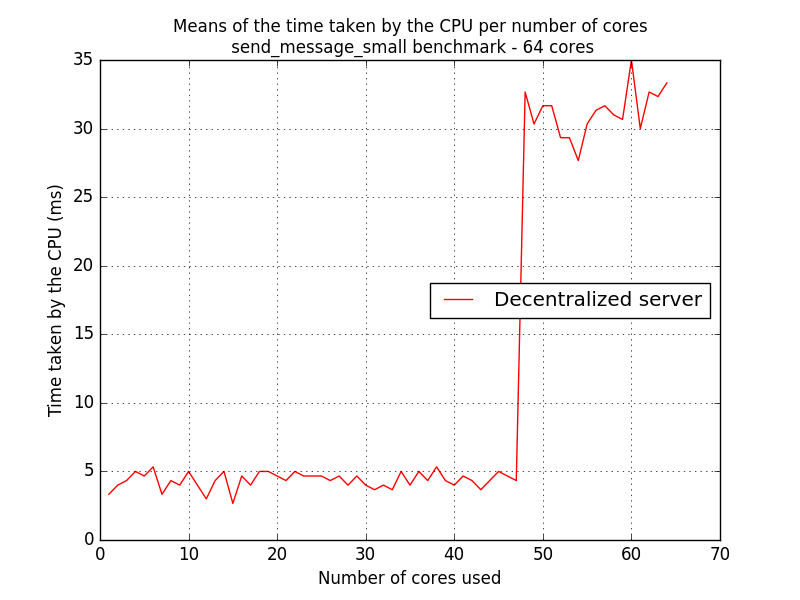 Means of the time taken by the CPU per number of cores
send_message_small benchmark - 64 cores
35
30
25
20
15
10
5
0
Time taken by the CPU (ms)
Decentralized server
0 10 20 30 40 50 60 70
Number of cores used